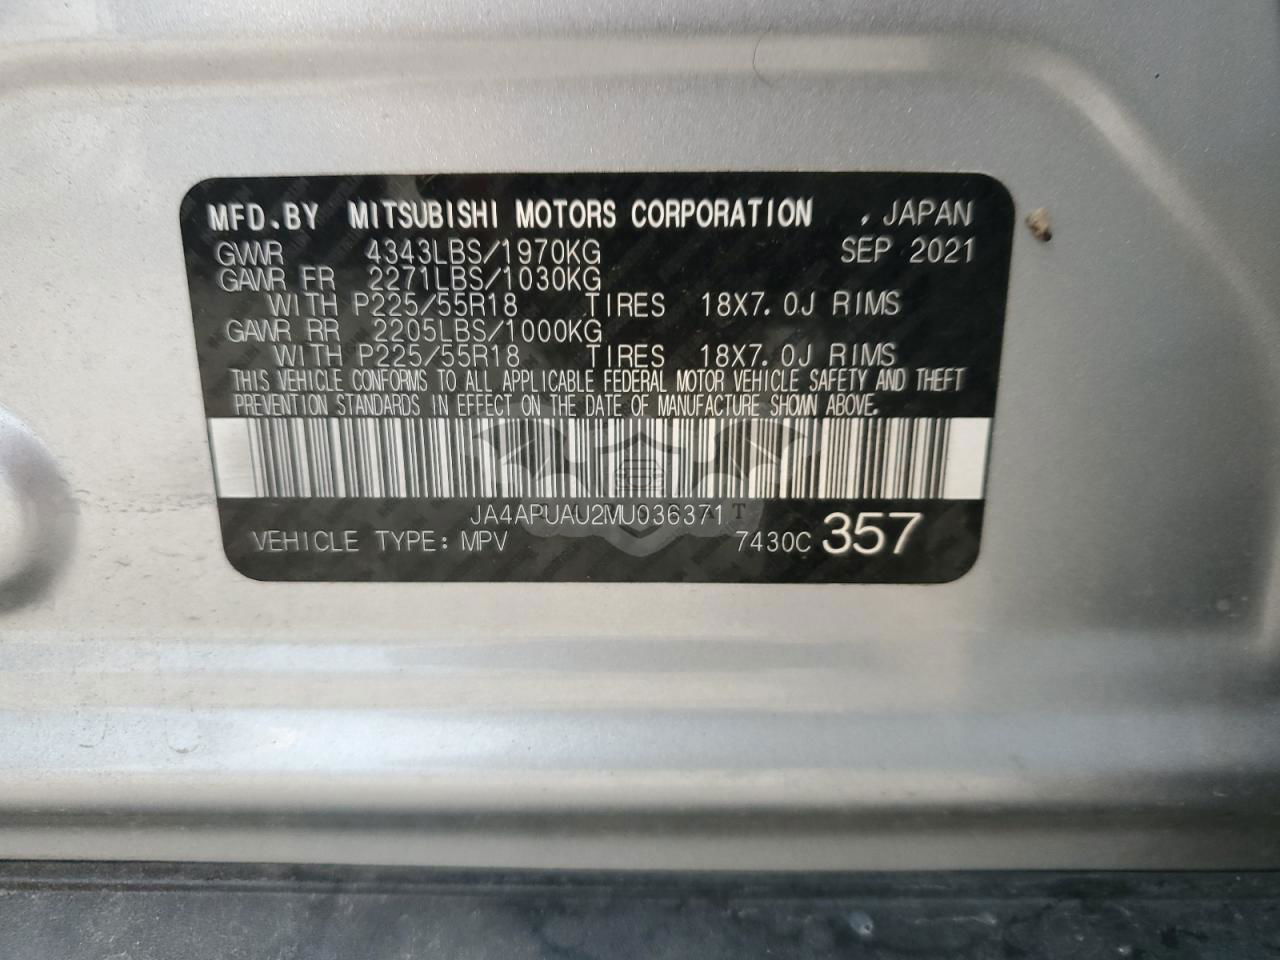 MFD.BY MITSUBISHI MOTORS CORPORATION , JAPAN
GVWR 4343LBS/1970KG SEP 2021
GAWR FR 2271LBS/1030KG
WITH P225/55R18 TIRES 18X7.0J RIMS
GAWR RR 2205LBS/1000KG
WITH P225/55R18 TIRES 18X7.0J RIMS
THIS VEHICLE CONFORMS TO ALL APPLICABLE FEDERAL MOTOR VEHICLE SAFETY AND THEFT
PREVENTION STANDARDS IN EFFECT ON THE DATE OF MANUFACTURE SHOWN ABOVE.
JA4APUAU2MU036371
VEHICLE TYPE: MPV 7430C 357